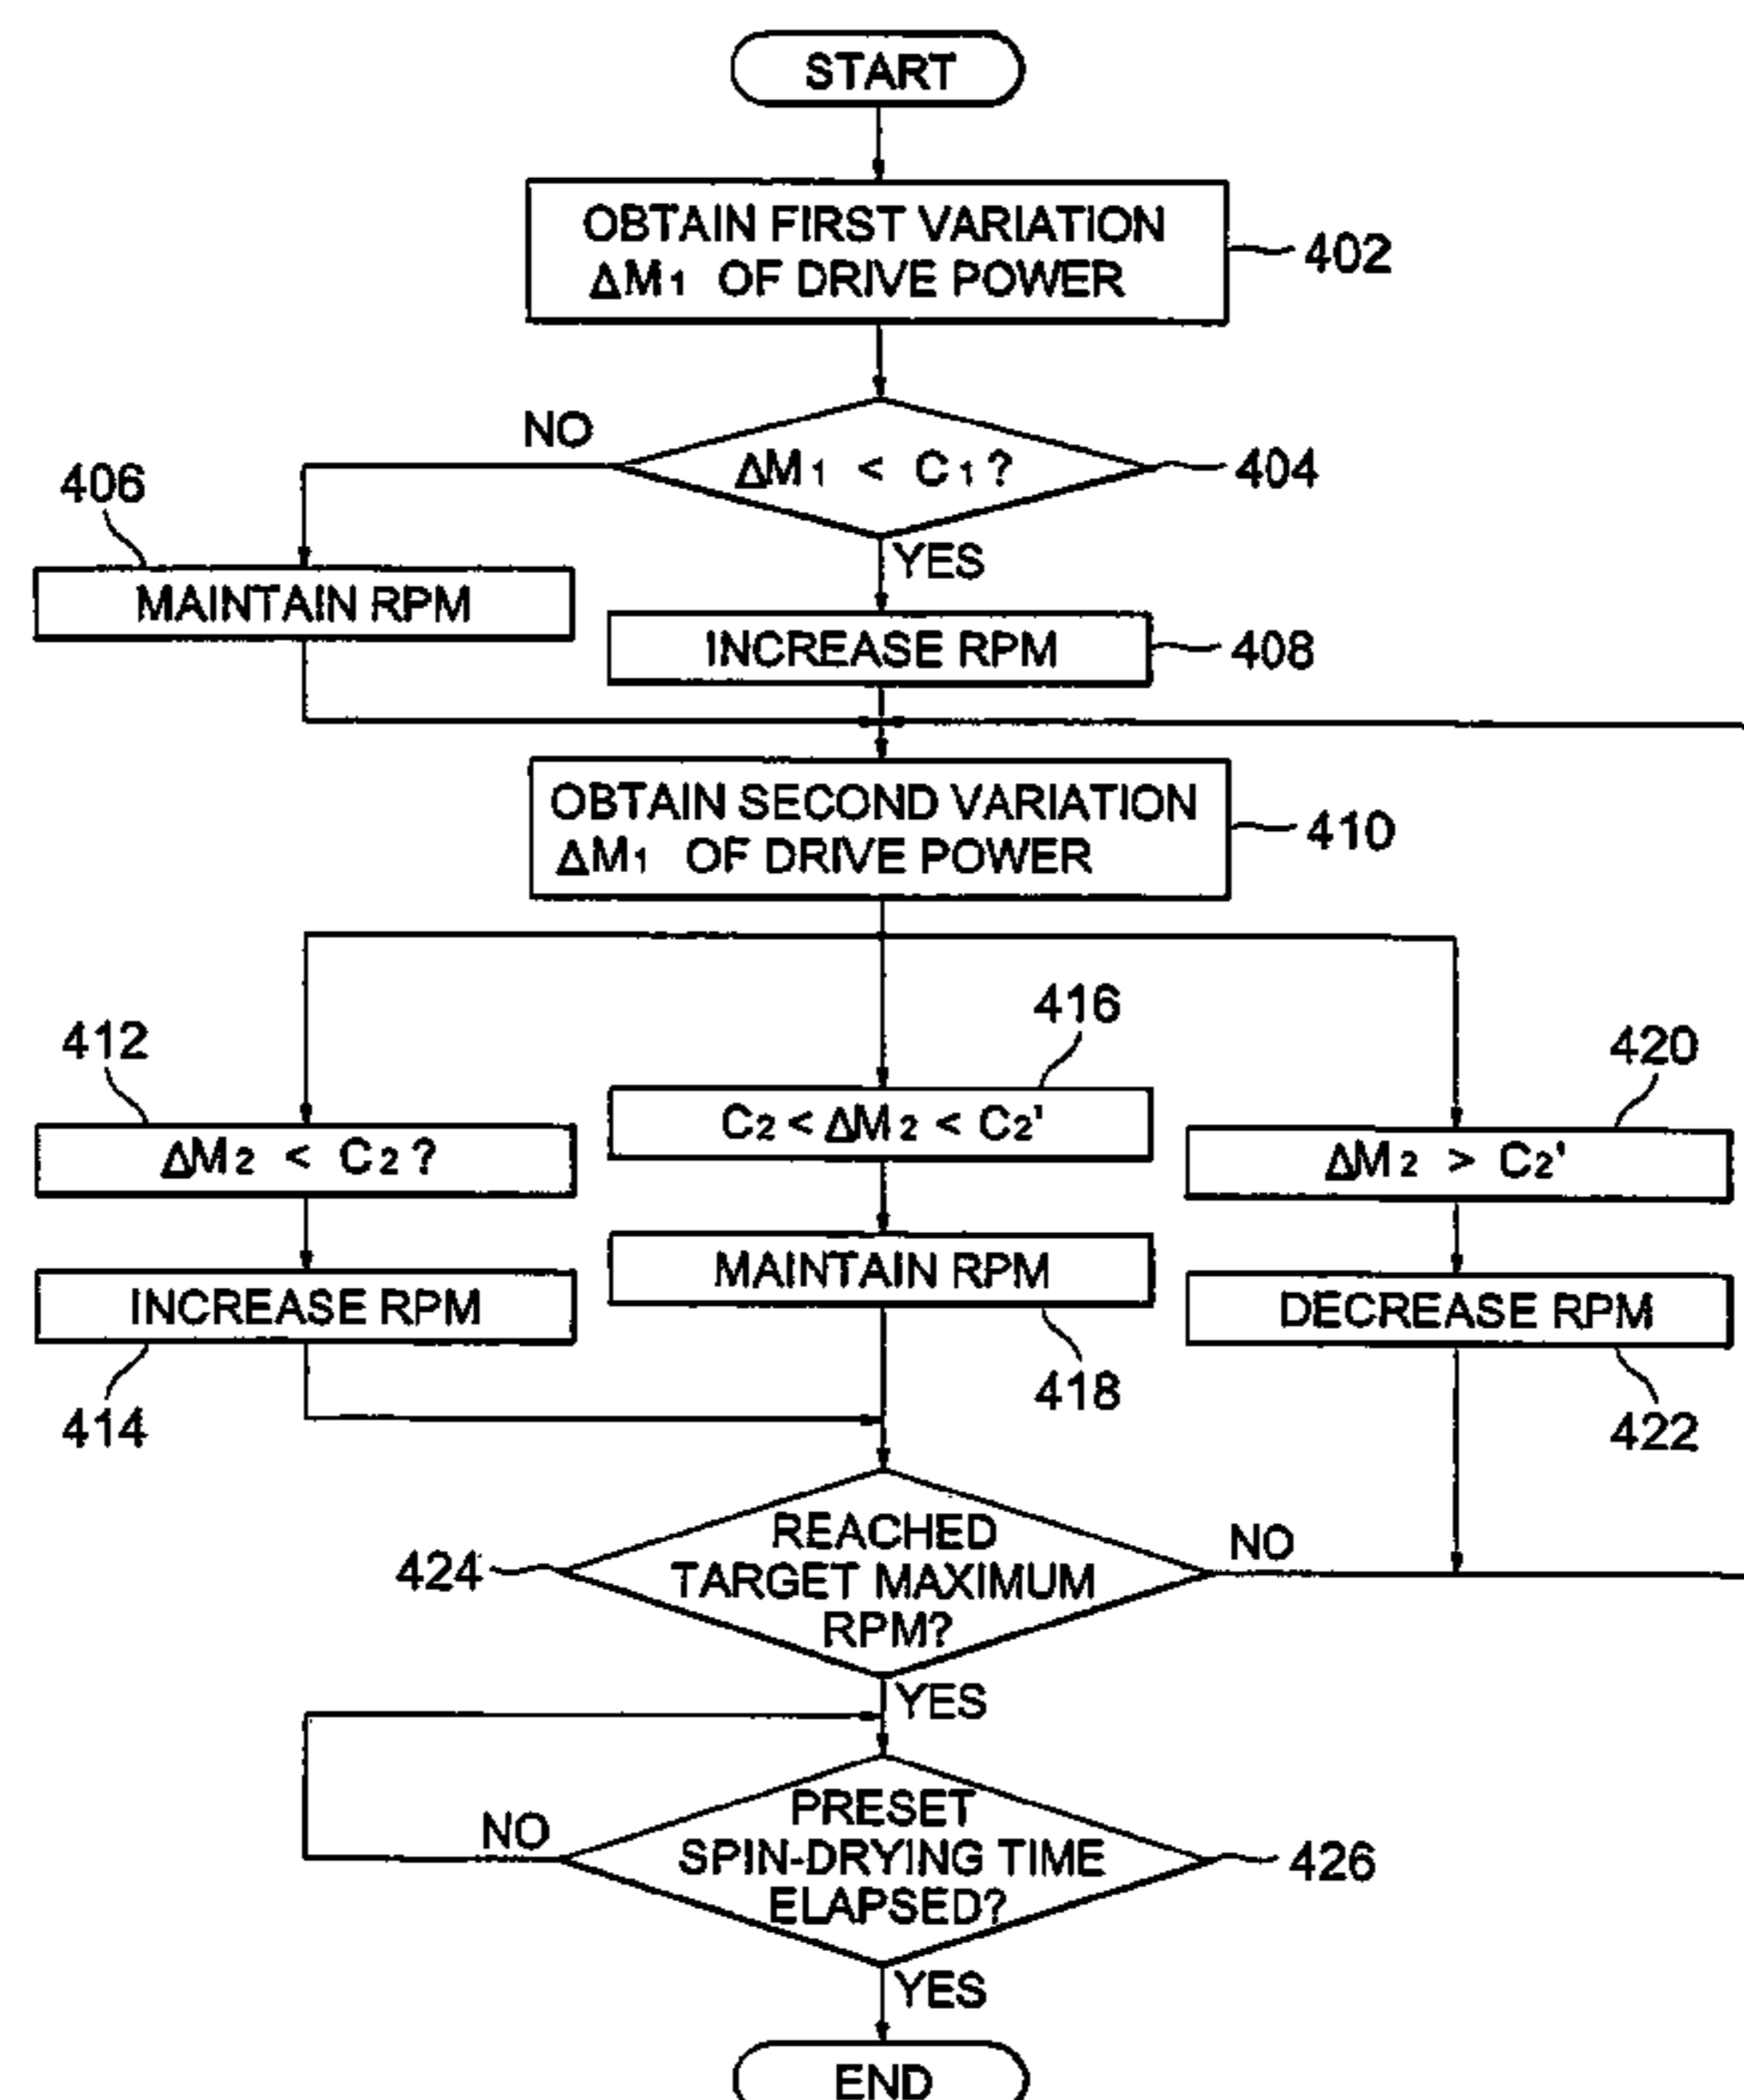 START
OBTAIN FIRST VARIATION
ΔM₁ OF DRIVE POWER
402
NO
ΔM₁ < C₁?
404
406
YES
MAINTAIN RPM
INCREASE RPM
408
OBTAIN SECOND VARIATION
ΔM₁ OF DRIVE POWER
410
412
416
420
ΔM₂ < C₂?
C₂ < ΔM₂ < C₂'
ΔM₂ > C₂'
INCREASE RPM
MAINTAIN RPM
DECREASE RPM
414
418
422
424
REACHED
TARGET MAXIMUM
RPM?
NO
YES
NO
PRESET
SPIN-DRYING TIME
ELAPSED?
426
YES
END